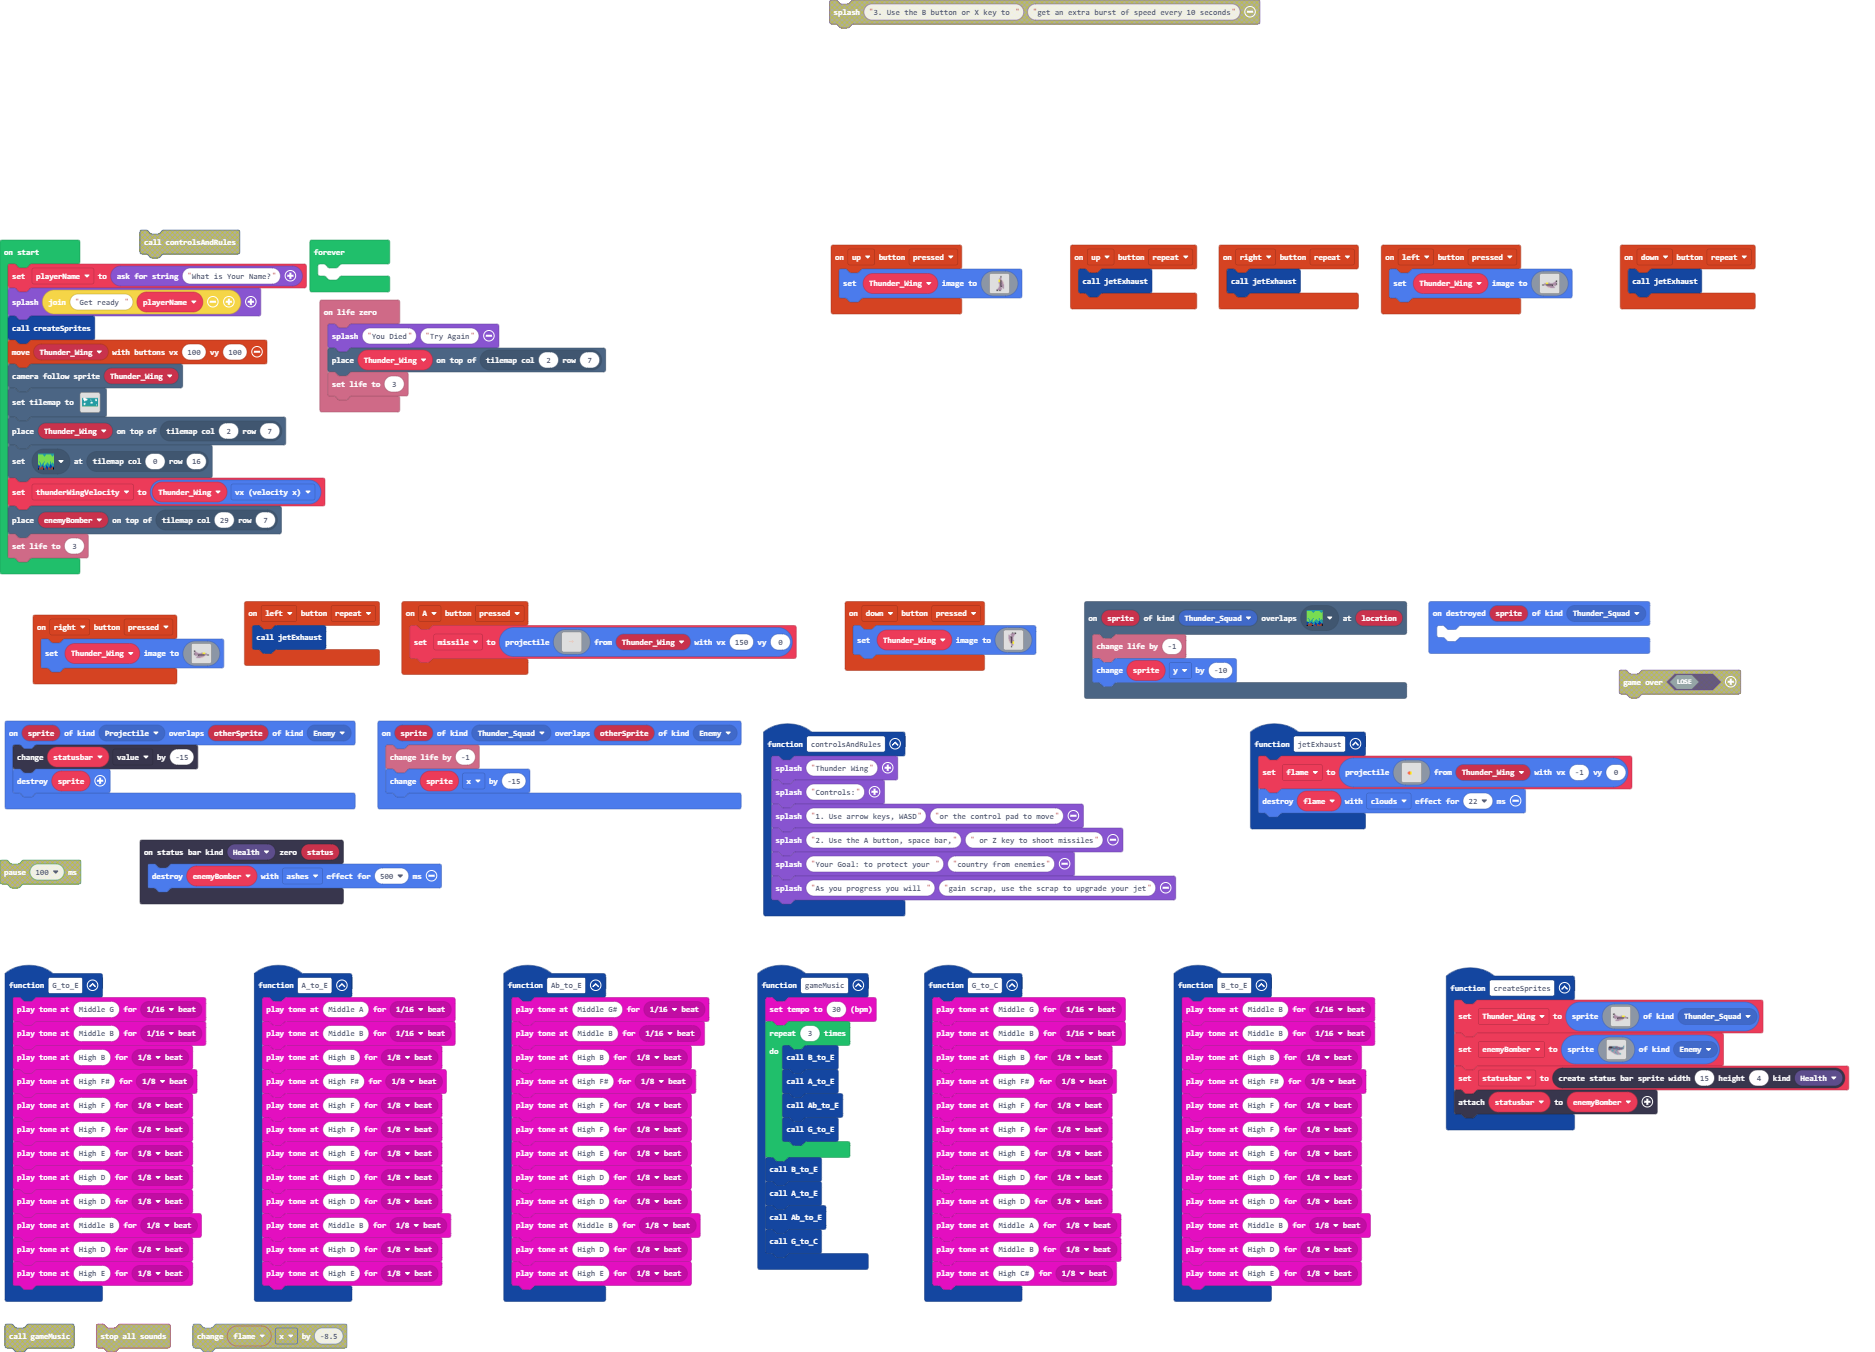 splash "3. Use the B button or X key to " "get an extra burst of speed every 10 seconds"
call controlsAndRules
on start
set playerName to ask for string "What is Your Name?"
splash join "Get ready " playerName
call createSprites
move Thunder_Wing with buttons vx 100 vy 100
camera follow sprite Thunder_Wing
set tilemap to
place Thunder_Wing on top of tilemap col 2 row 7
set at tilemap col 0 row 16
set thunderWingVelocity to Thunder_Wing vx (velocity x)
place enemyBomber on top of tilemap col 29 row 7
set life to 3
forever
on life zero
splash "You Died" "Try Again"
place Thunder_Wing on top of tilemap col 2 row 7
set life to 3
on up button pressed
set Thunder_Wing image to
on up button repeat
call jetExhaust
on right button repeat
call jetExhaust
on left button pressed
set Thunder_Wing image to
on down button repeat
call jetExhaust
on right button pressed
set Thunder_Wing image to
on left button repeat
call jetExhaust
on A button pressed
set missile to projectile from Thunder_Wing with vx 150 vy 0
on down button pressed
set Thunder_Wing image to
on sprite of kind Thunder_Squad overlaps at location
change life by -1
change sprite y by -10
on destroyed sprite of kind Thunder_Squad
game over LOSE
on sprite of kind Projectile overlaps otherSprite of kind Enemy
change statusbar value by -15
destroy sprite
on sprite of kind Thunder_Squad overlaps otherSprite of kind Enemy
change life by -1
change sprite x by -15
function controlsAndRules
splash "Thunder Wing"
splash "Controls:"
splash "1. Use arrow keys, WASD" "or the control pad to move"
splash "2. Use the A button, space bar," " or Z key to shoot missiles"
splash "Your Goal: to protect your " "country from enemies"
splash "As you progress you will " "gain scrap, use the scrap to upgrade your jet"
function jetExhaust
set flame to projectile from Thunder_Wing with vx -1 vy 0
destroy flame with clouds effect for 22 ms
pause 100 ms
on status bar kind Health zero status
destroy enemyBomber with ashes effect for 500 ms
function G_to_E
play tone at Middle G for 1/16 beat
play tone at Middle B for 1/16 beat
play tone at High B for 1/8 beat
play tone at High F# for 1/8 beat
play tone at High F for 1/8 beat
play tone at High F for 1/8 beat
play tone at High E for 1/8 beat
play tone at High D for 1/8 beat
play tone at High D for 1/8 beat
play tone at Middle B for 1/8 beat
play tone at High D for 1/8 beat
play tone at High E for 1/8 beat
function A_to_E
play tone at Middle A for 1/16 beat
play tone at Middle B for 1/16 beat
play tone at High B for 1/8 beat
play tone at High F# for 1/8 beat
play tone at High F for 1/8 beat
play tone at High F for 1/8 beat
play tone at High E for 1/8 beat
play tone at High D for 1/8 beat
play tone at High D for 1/8 beat
play tone at Middle B for 1/8 beat
play tone at High D for 1/8 beat
play tone at High E for 1/8 beat
function Ab_to_E
play tone at Middle G# for 1/16 beat
play tone at Middle B for 1/16 beat
play tone at High B for 1/8 beat
play tone at High F# for 1/8 beat
play tone at High F for 1/8 beat
play tone at High F for 1/8 beat
play tone at High E for 1/8 beat
play tone at High D for 1/8 beat
play tone at High D for 1/8 beat
play tone at Middle B for 1/8 beat
play tone at High D for 1/8 beat
play tone at High E for 1/8 beat
function gameMusic
set tempo to 30 (bpm)
repeat 3 times
do
call B_to_E
call A_to_E
call Ab_to_E
call G_to_E
call B_to_E
call A_to_E
call Ab_to_E
call G_to_C
function G_to_C
play tone at Middle G for 1/16 beat
play tone at Middle B for 1/16 beat
play tone at High B for 1/8 beat
play tone at High F# for 1/8 beat
play tone at High F for 1/8 beat
play tone at High F for 1/8 beat
play tone at High E for 1/8 beat
play tone at High D for 1/8 beat
play tone at High D for 1/8 beat
play tone at Middle A for 1/8 beat
play tone at Middle B for 1/8 beat
play tone at High C# for 1/8 beat
function B_to_E
play tone at Middle B for 1/16 beat
play tone at Middle B for 1/16 beat
play tone at High B for 1/8 beat
play tone at High F# for 1/8 beat
play tone at High F for 1/8 beat
play tone at High F for 1/8 beat
play tone at High E for 1/8 beat
play tone at High D for 1/8 beat
play tone at High D for 1/8 beat
play tone at Middle B for 1/8 beat
play tone at High D for 1/8 beat
play tone at High E for 1/8 beat
function createSprites
set Thunder_Wing to sprite of kind Thunder_Squad
set enemyBomber to sprite of kind Enemy
set statusbar to create status bar sprite width 15 height 4 kind Health
attach statusbar to enemyBomber
call gameMusic
stop all sounds
change flame x by -8.5